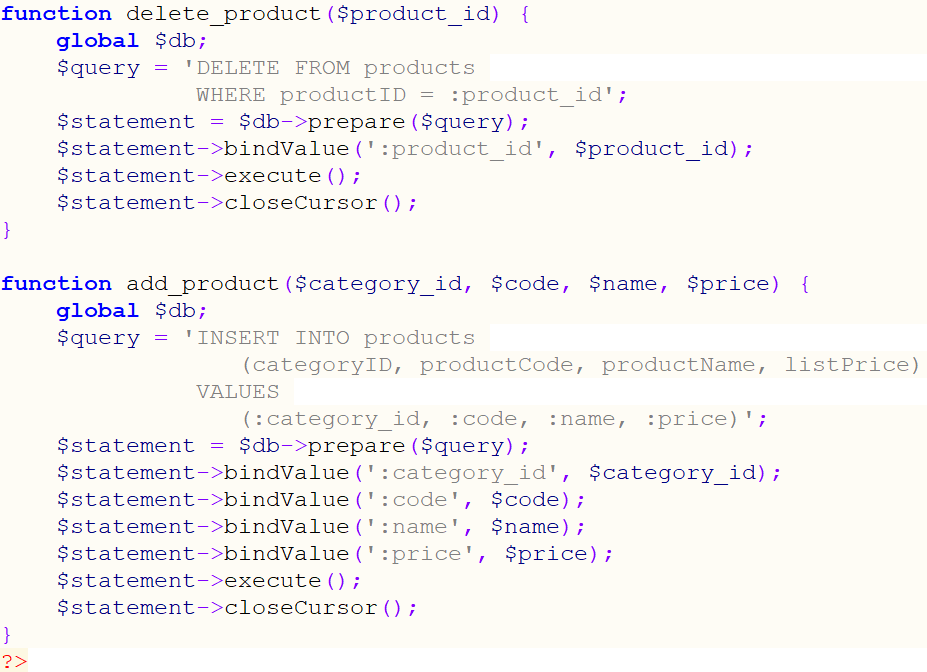 function delete_product($product_id) {
    global $db;
    $query = 'DELETE FROM products
              WHERE productID = :product_id';
    $statement = $db->prepare($query);
    $statement->bindValue(':product_id', $product_id);
    $statement->execute();
    $statement->closeCursor();
}

function add_product($category_id, $code, $name, $price) {
    global $db;
    $query = 'INSERT INTO products
                 (categoryID, productCode, productName, listPrice)
              VALUES
                 (:category_id, :code, :name, :price)';
    $statement = $db->prepare($query);
    $statement->bindValue(':category_id', $category_id);
    $statement->bindValue(':code', $code);
    $statement->bindValue(':name', $name);
    $statement->bindValue(':price', $price);
    $statement->execute();
    $statement->closeCursor();
}
?>